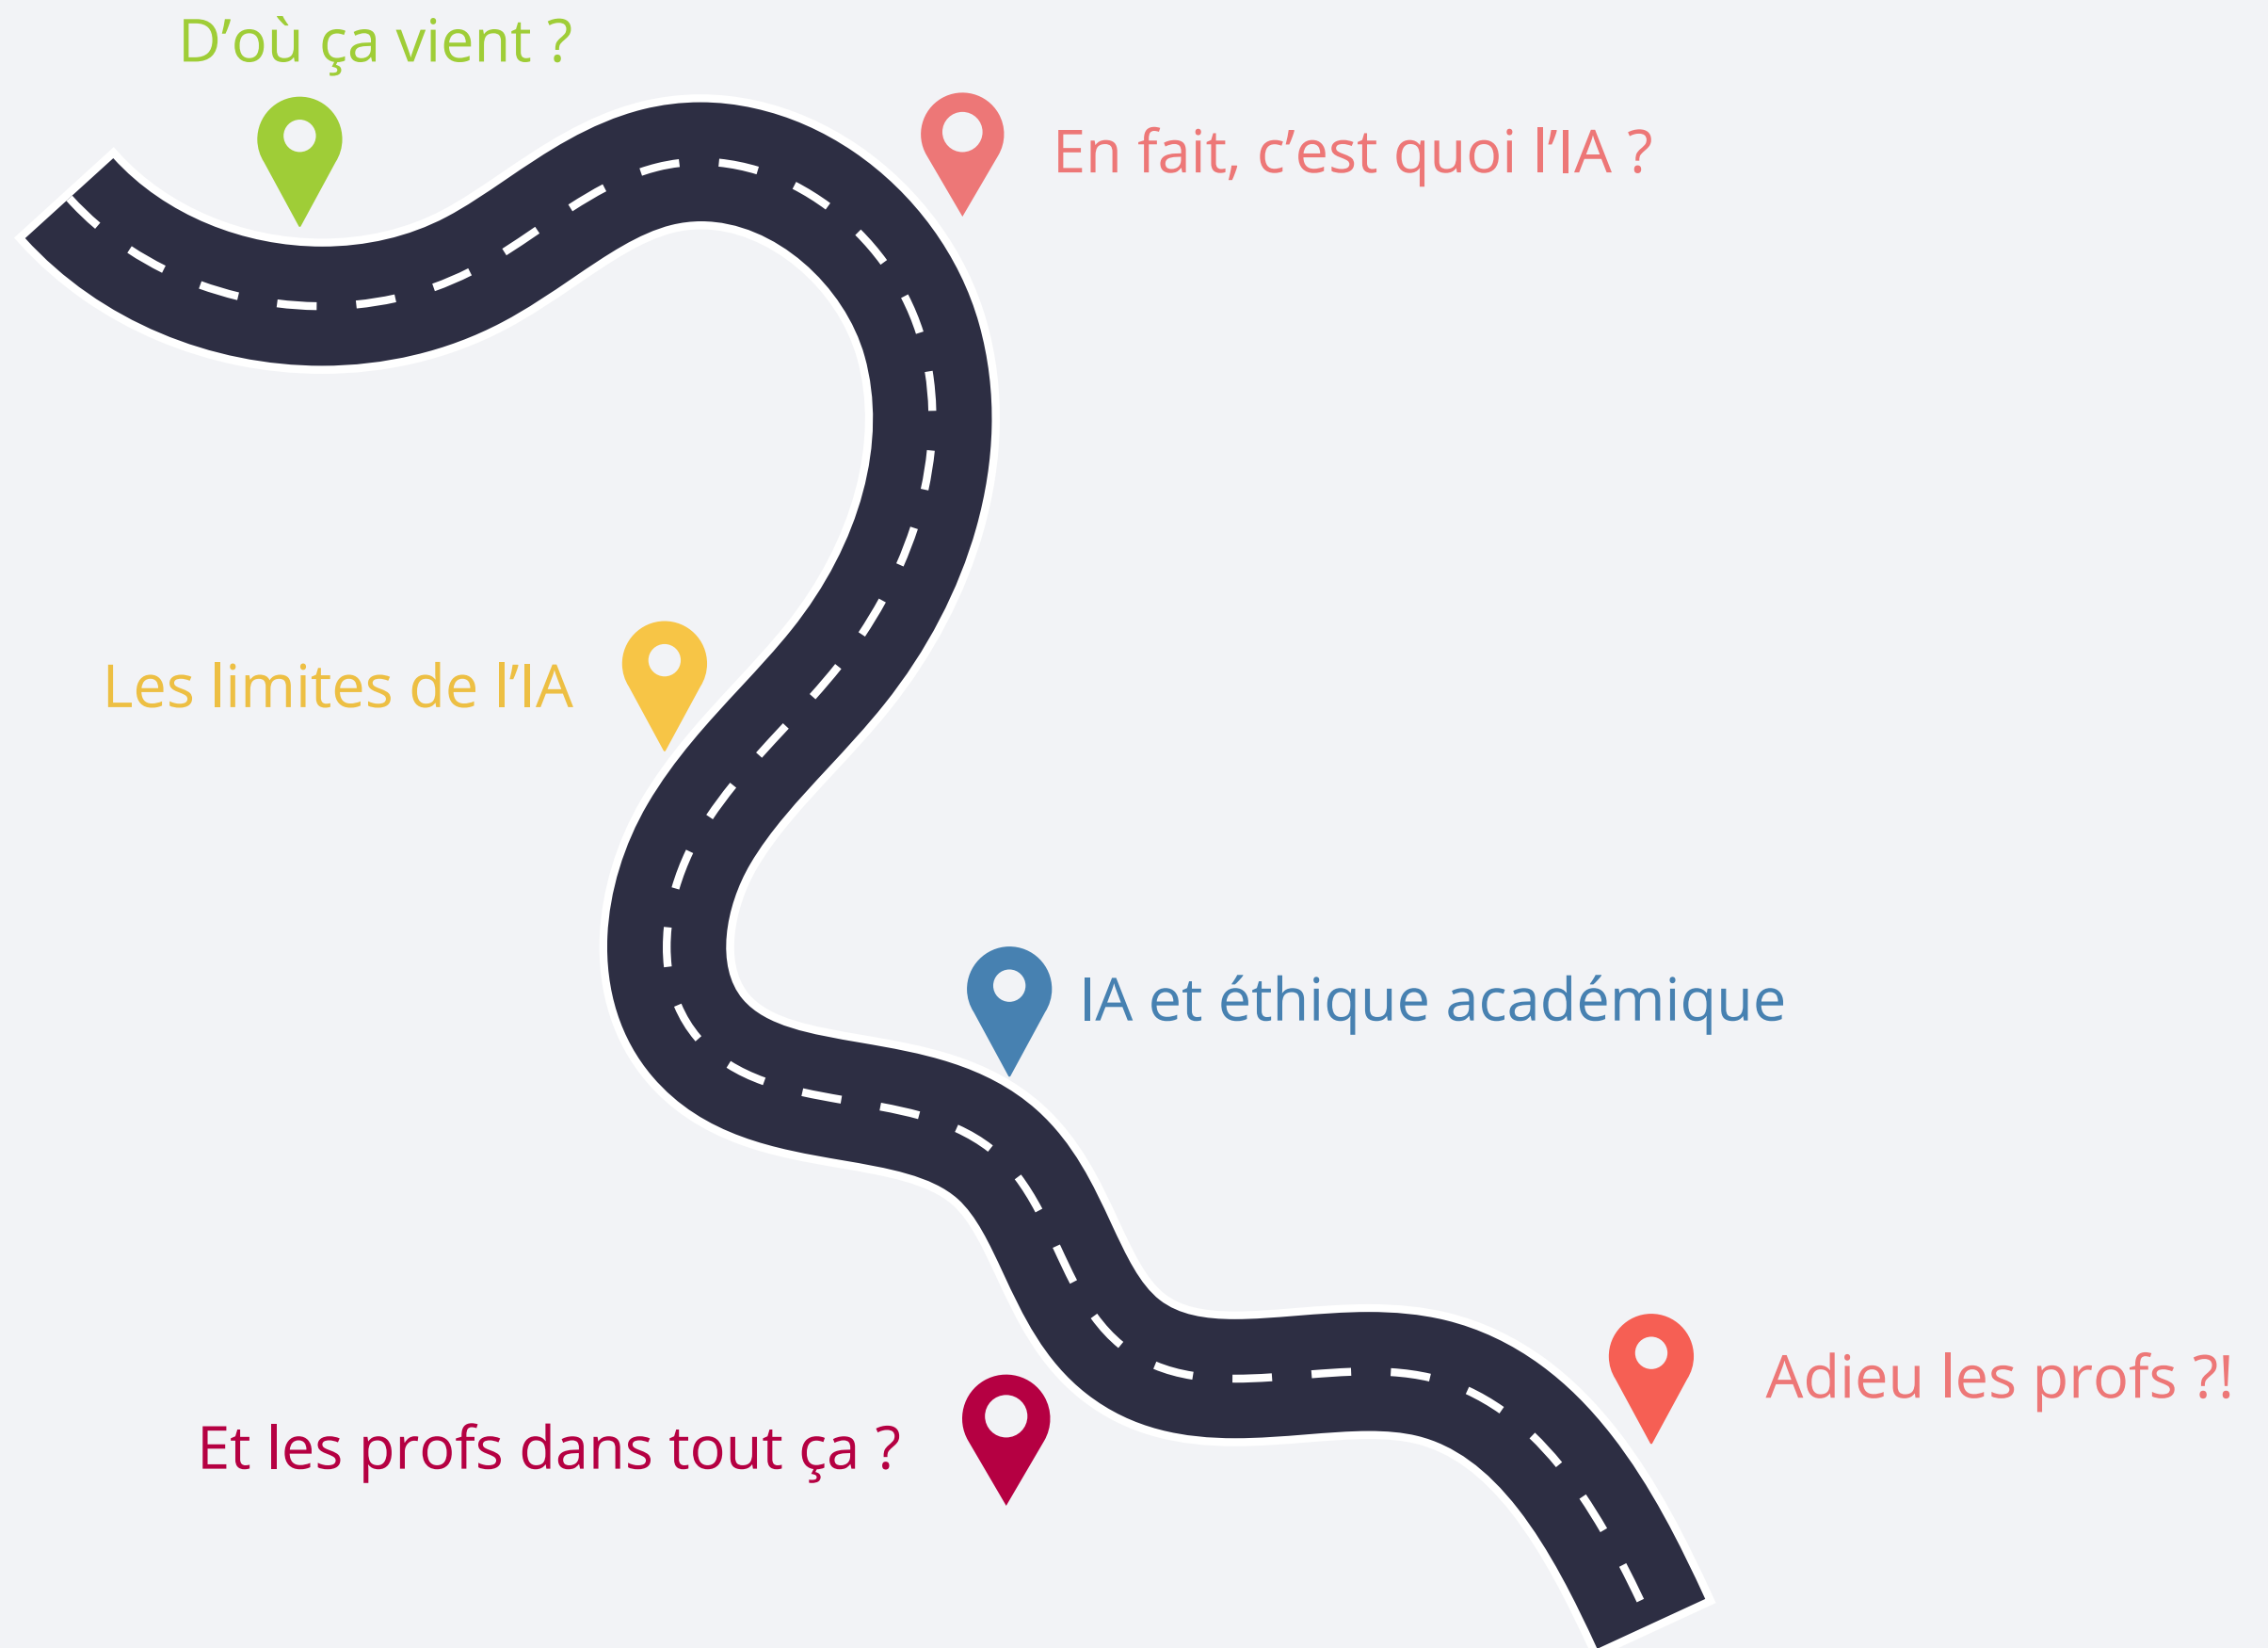 D’où ça vient ?
En fait, c’est quoi l’IA ?
Les limites de l’IA
IA et éthique académique
Et les profs dans tout ça ?
Adieu les profs ?!